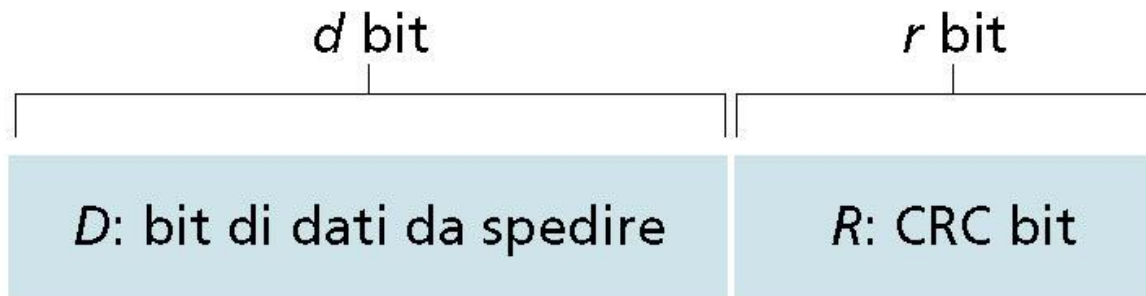 d bit r bit
D: bit di dati da spedire R: CRC bit